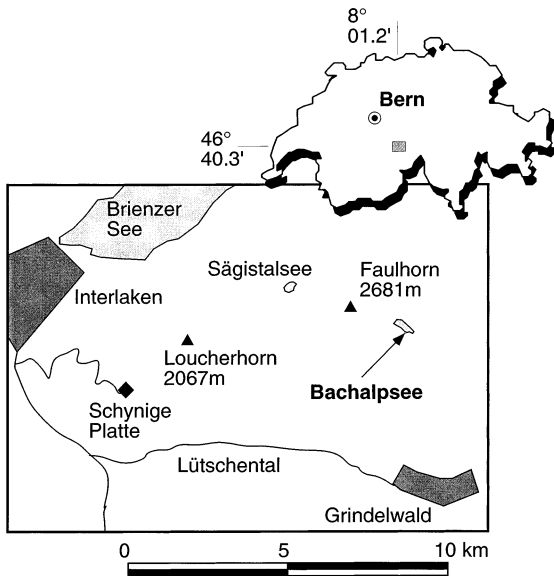 8°
01.2'
Bern
46°
40.3'
Brienzer
See
Sägistalsee
Faulhorn
2681m
Interlaken
Loucherhorn
2067m
Bachalpsee
Schynige
Platte
Lütschental
Grindelwald
0 5 10 km